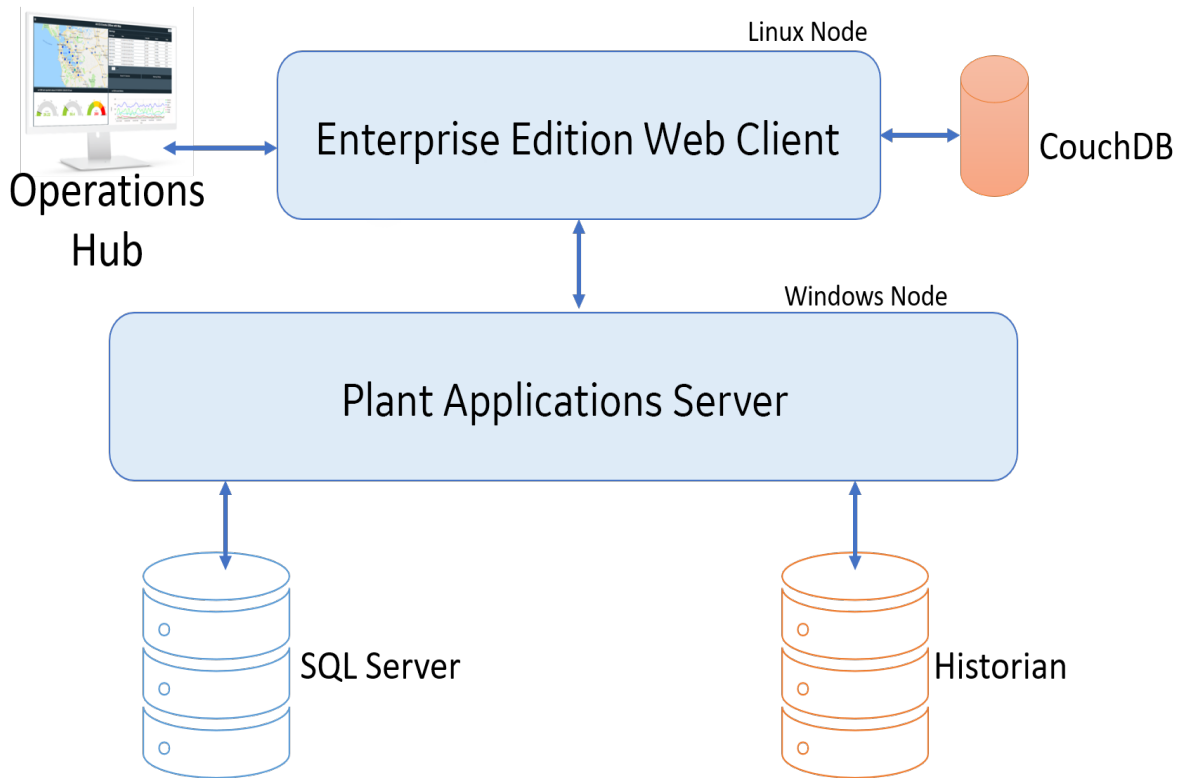 Linux Node
Enterprise Edition Web Client
CouchDB
Operations
Hub
Windows Node
Plant Applications Server
SQL Server
Historian